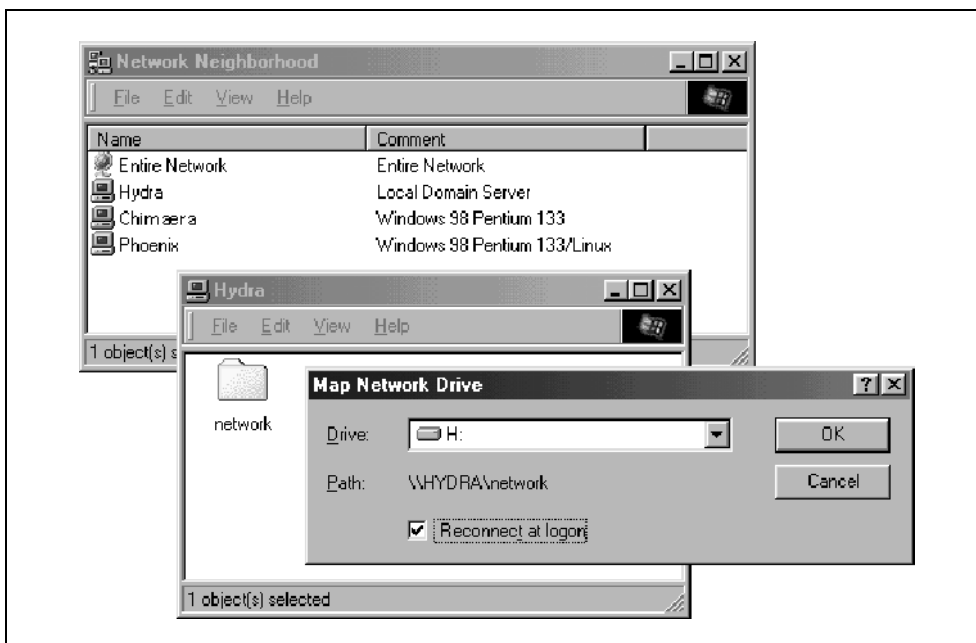 Network Neighborhood
File Edit View Help
Name Comment
Entire Network Entire Network
Hydra Local Domain Server
Chimaera Windows 98 Pentium 133
Phoenix Windows 98 Pentium 133/Linux
1 object(s) s
Hydra
File Edit View Help
network
1 object(s) selected
Map Network Drive
Drive: H: OK
Path: \\HYDRA\network Cancel
Reconnect at logon